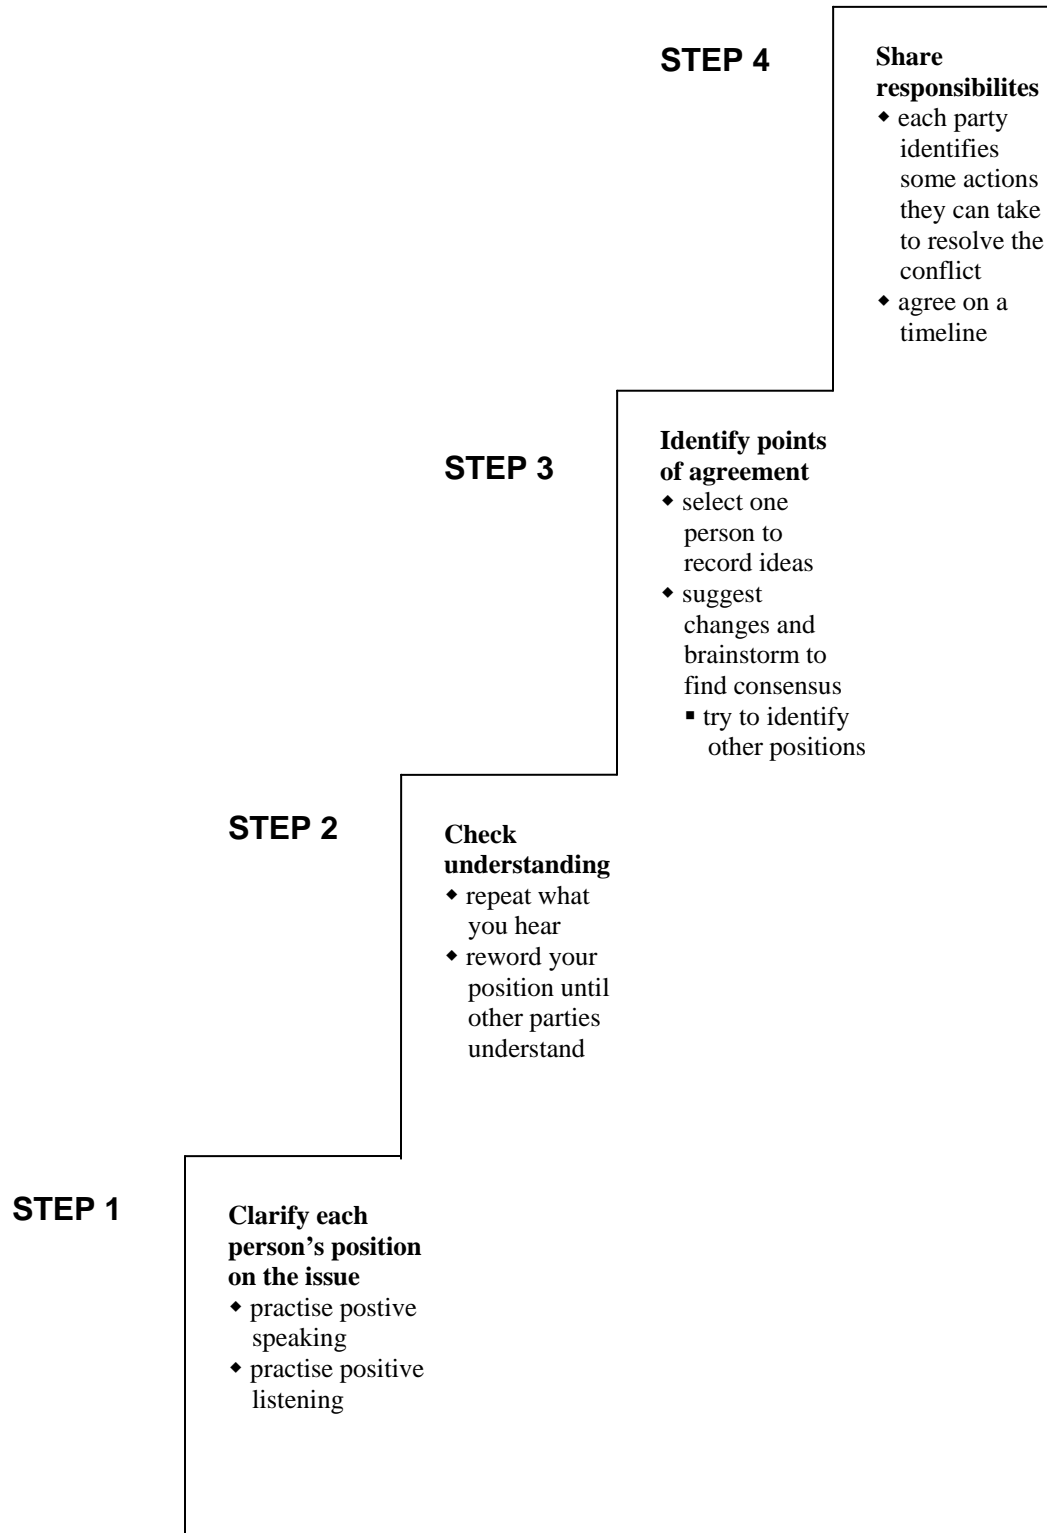 STEP 4
Share
responsibilites
◆ each party
identifies
some actions
they can take
to resolve the
conflict
◆ agree on a
timeline
STEP 3
Identify points
of agreement
◆ select one
person to
record ideas
◆ suggest
changes and
brainstorm to
find consensus
▪ try to identify
other positions
STEP 2
Check
understanding
◆ repeat what
you hear
◆ reword your
position until
other parties
understand
STEP 1
Clarify each
person’s position
on the issue
◆ practise postive
speaking
◆ practise positive
listening